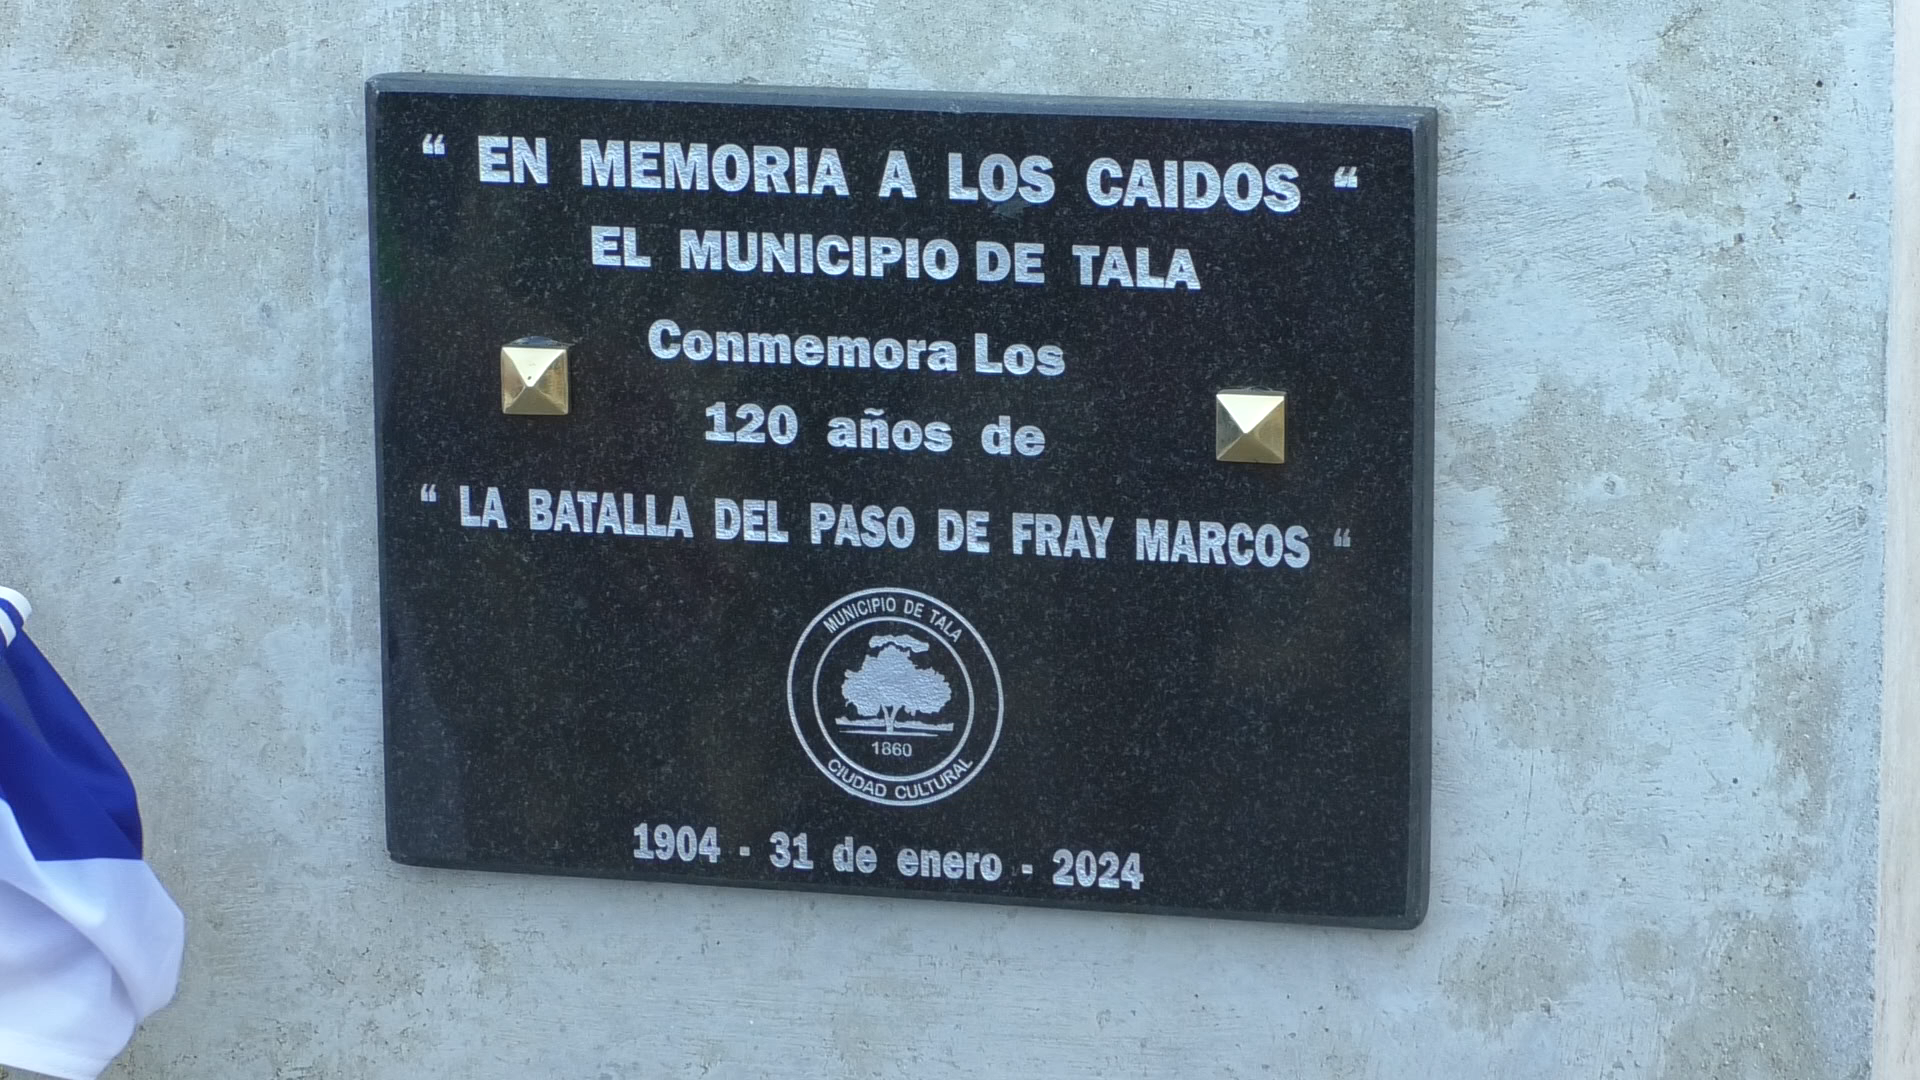 “ EN MEMORIA A LOS CAIDOS “
EL MUNICIPIO DE TALA
Conmemora Los
120 años de
“ LA BATALLA DEL PASO DE FRAY MARCOS “
MUNICIPIO DE TALA
1860
CIUDAD CULTURAL
1904 - 31 de enero - 2024